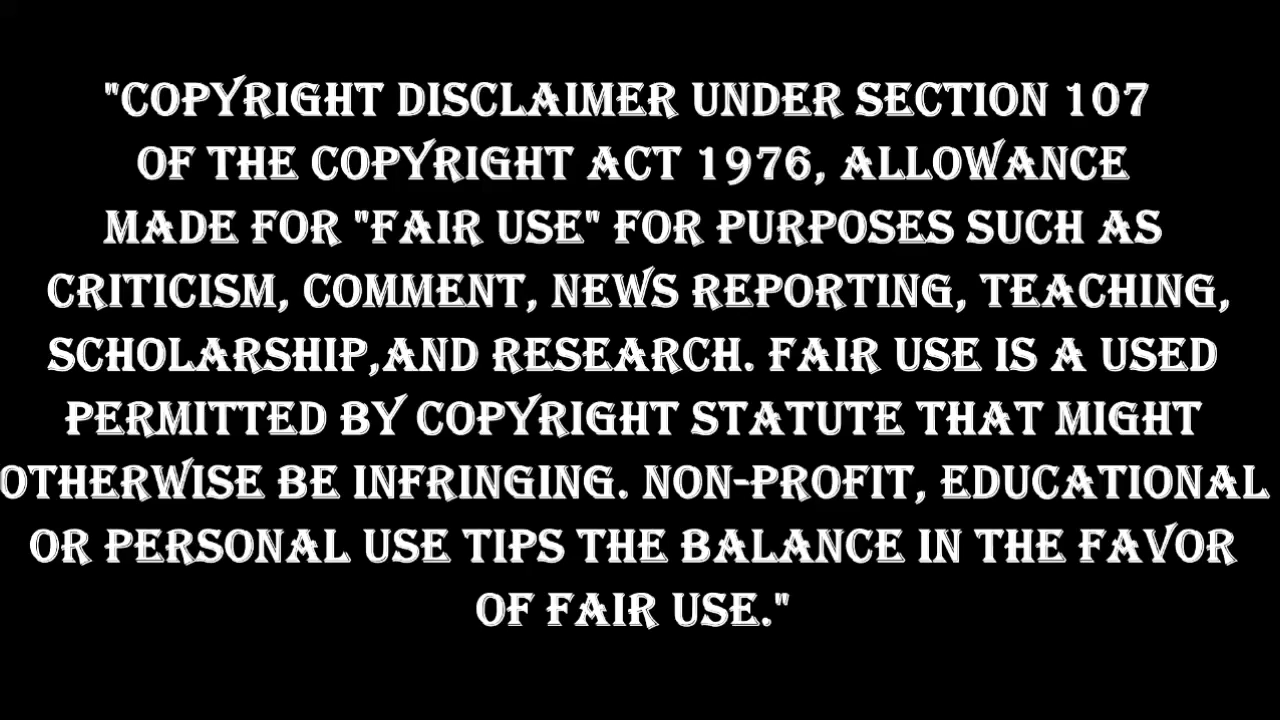 "COPYRIGHT DISCLAIMER UNDER SECTION 107
OF THE COPYRIGHT ACT 1976, ALLOWANCE
MADE FOR "FAIR USE" FOR PURPOSES SUCH AS
CRITICISM, COMMENT, NEWS REPORTING, TEACHING,
SCHOLARSHIP,AND RESEARCH. FAIR USE IS A USED
PERMITTED BY COPYRIGHT STATUTE THAT MIGHT
OTHERWISE BE INFRINGING. NON-PROFIT, EDUCATIONAL
OR PERSONAL USE TIPS THE BALANCE IN THE FAVOR
OF FAIR USE."